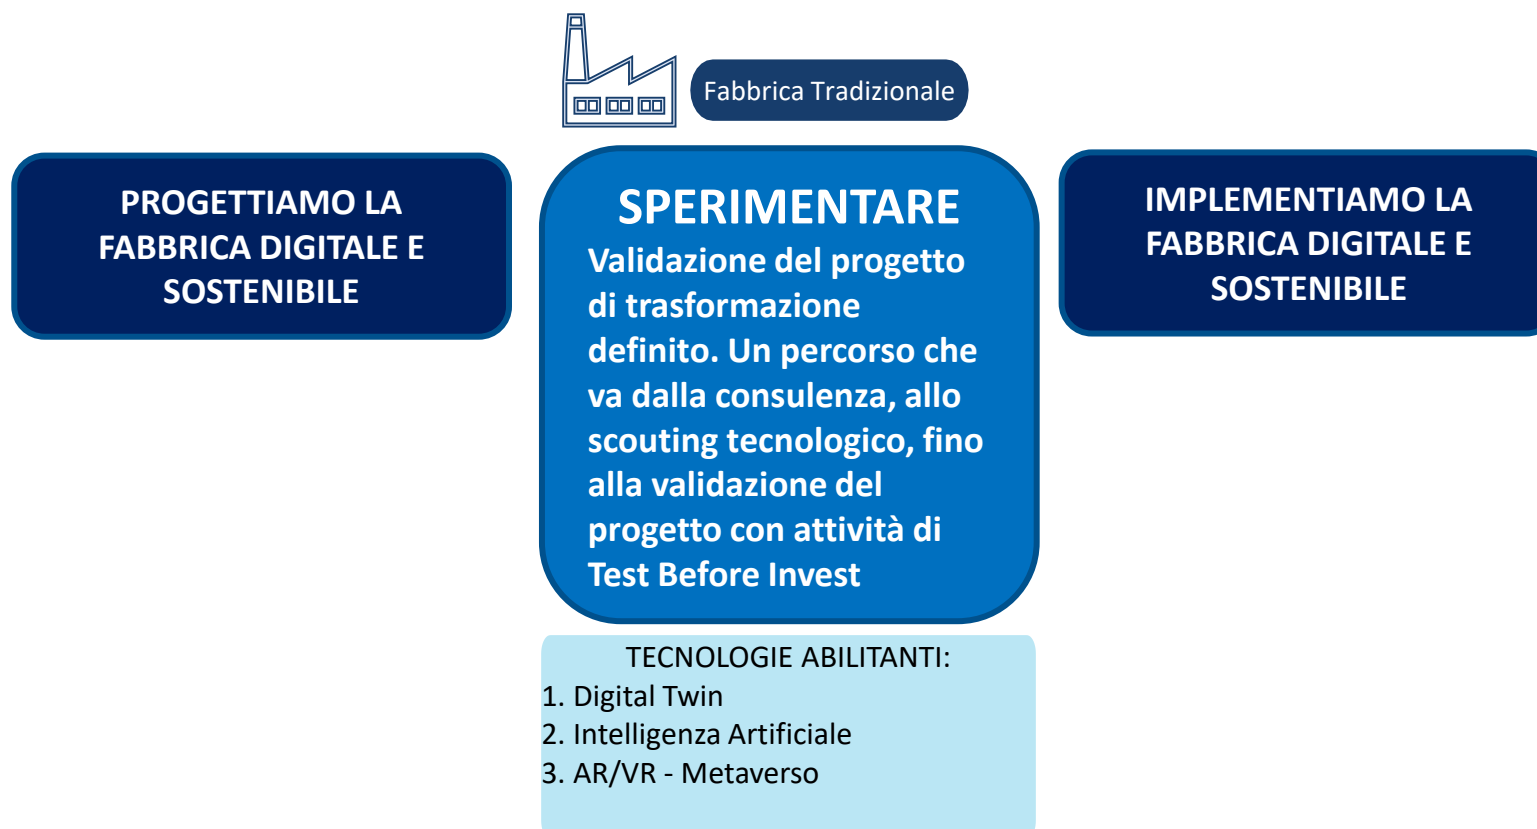 Fabbrica Tradizionale
PROGETTIAMO LA
FABBRICA DIGITALE E
SOSTENIBILE
SPERIMENTARE
Validazione del progetto
di trasformazione
definito. Un percorso che
va dalla consulenza, allo
scouting tecnologico, fino
alla validazione del
progetto con attività di
Test Before Invest
IMPLEMENTIAMO LA
FABBRICA DIGITALE E
SOSTENIBILE
TECNOLOGIE ABILITANTI:
1. Digital Twin
2. Intelligenza Artificiale
3. AR/VR - Metaverso